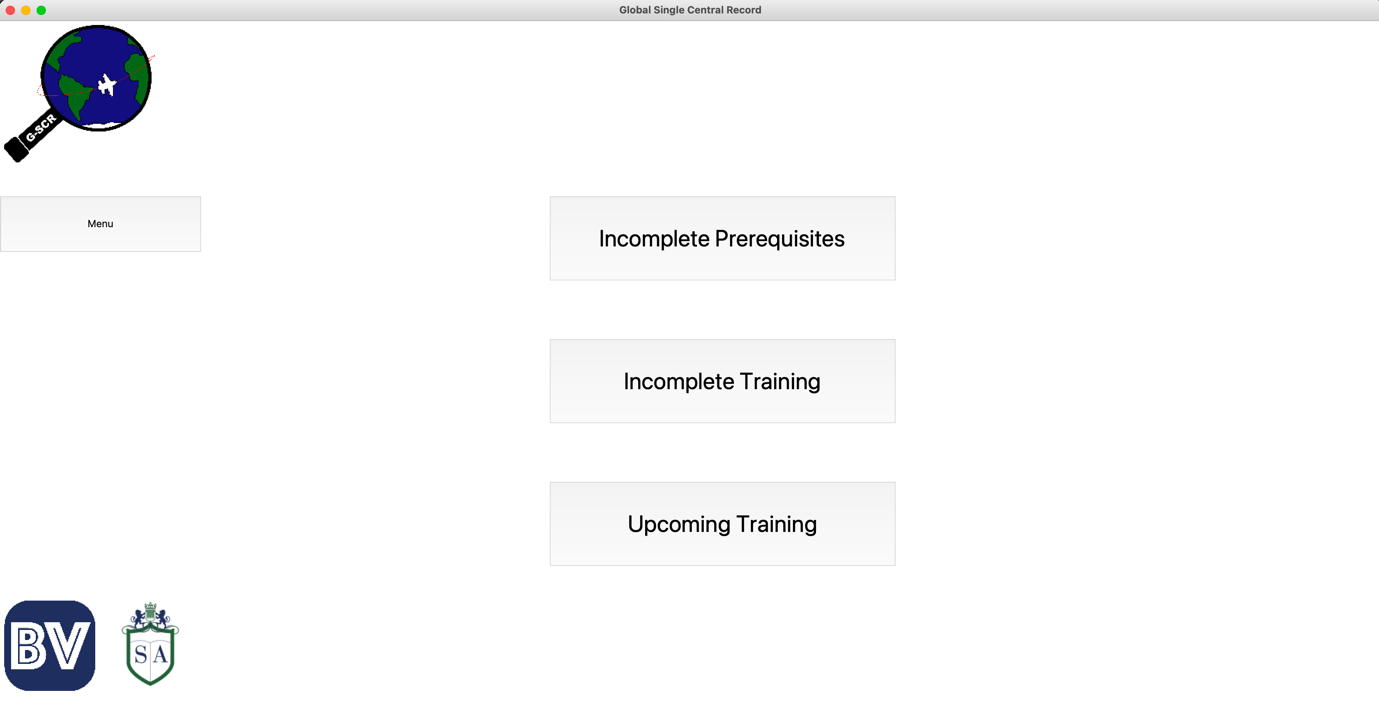 Global Single Central Record
G-SCR
Menu
Incomplete Prerequisites
Incomplete Training
Upcoming Training
BV
SA